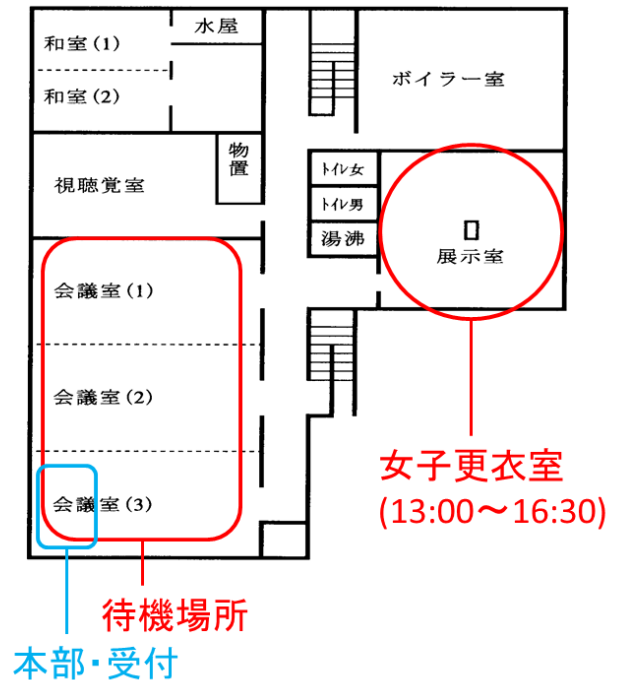 和室(1)
水屋
和室(2)
ボイラー室
物置
視聴覚室
トイレ女
トイレ男
湯沸
展示室
会議室(1)
会議室(2)
会議室(3)
女子更衣室
(13:00〜16:30)
待機場所
本部・受付